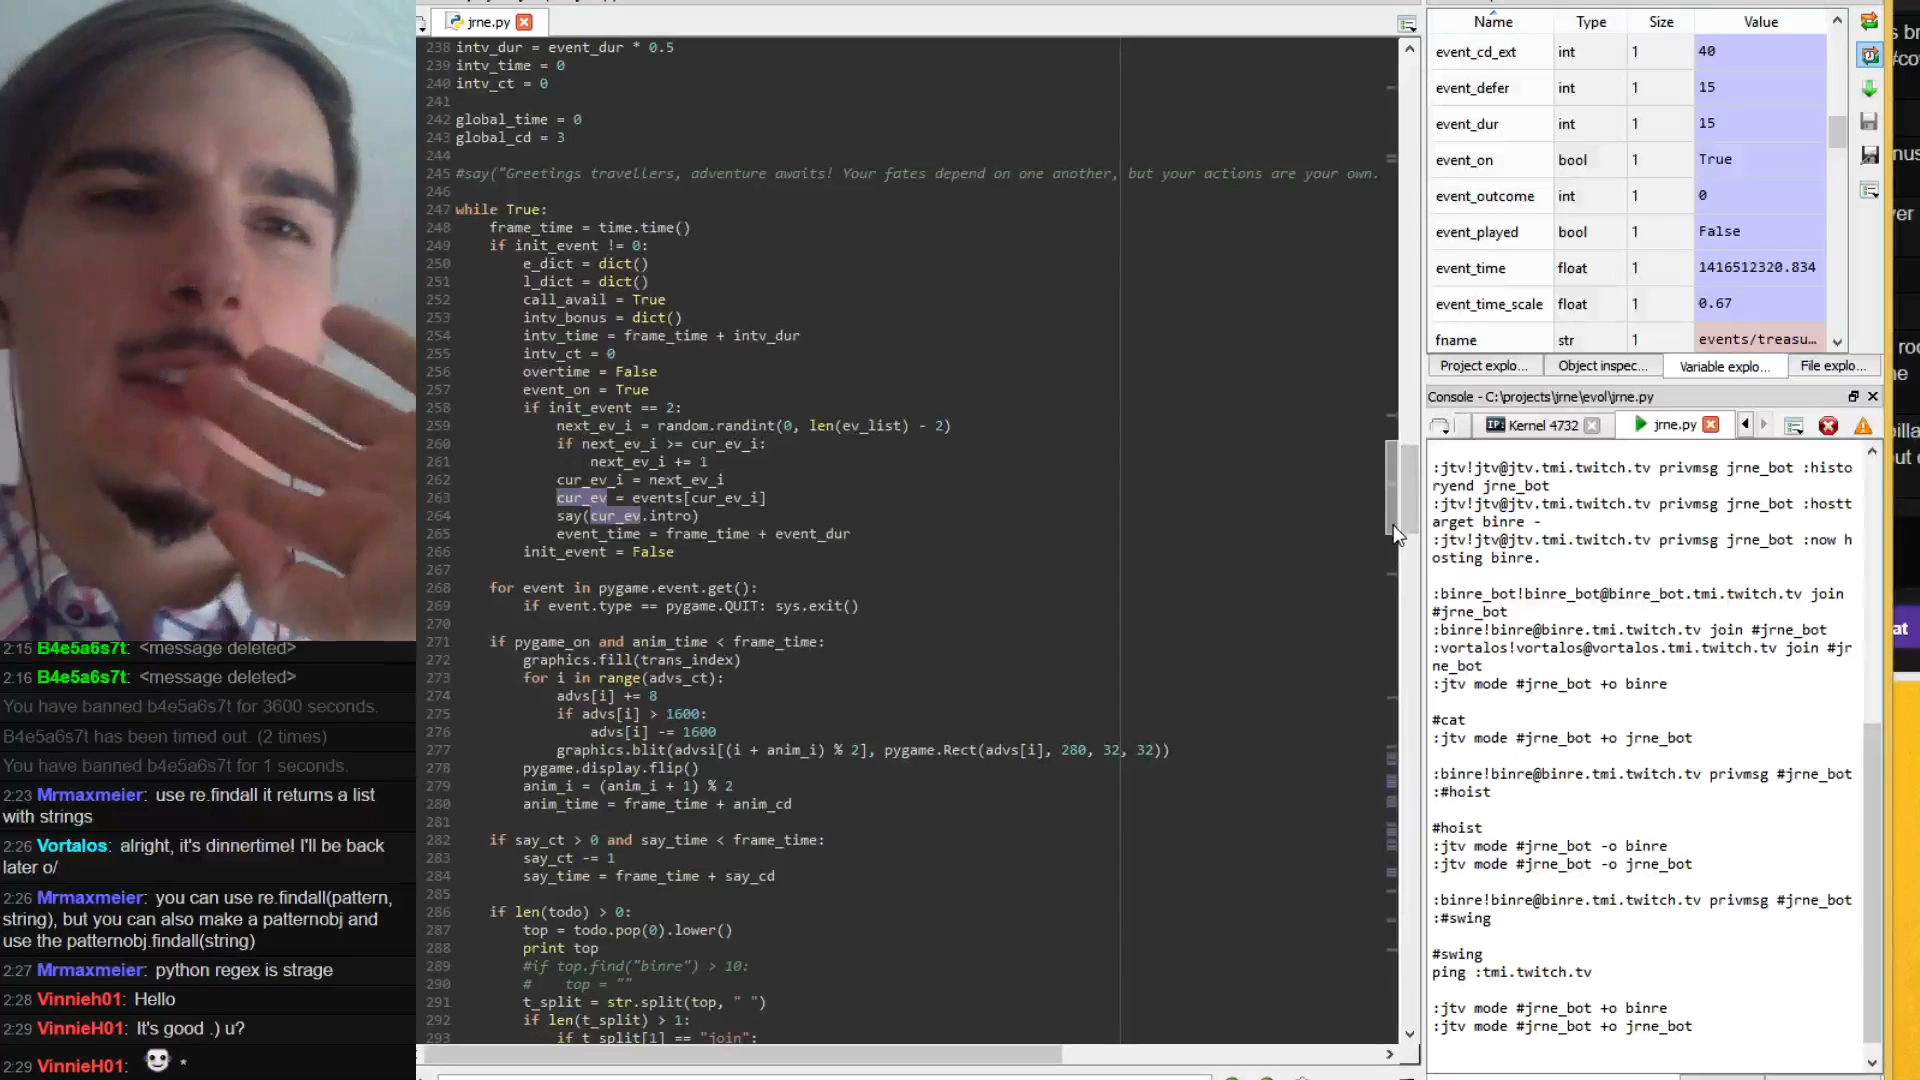 jrne.py
238 intv_dur = event_dur * 0.5
239 intv_time = 0
240 intv_ct = 0
241
242 global_time = 0
243 global_cd = 3
244
245 #say("Greetings travellers, adventure awaits! Your fates depend on one another, but your actions are your own.
246
247 while True:
248 frame_time = time.time()
249 if init_event != 0:
250 e_dict = dict()
251 l_dict = dict()
252 call_avail = True
253 intv_bonus = dict()
254 intv_time = frame_time + intv_dur
255 intv_ct = 0
256 overtime = False
257 event_on = True
258 if init_event == 2:
259 next_ev_i = random.randint(0, len(ev_list) - 2)
260 if next_ev_i >= cur_ev_i:
261 next_ev_i += 1
262 cur_ev_i = next_ev_i
263 cur_ev = events[cur_ev_i]
264 say(cur_ev.intro)
265 event_time = frame_time + event_dur
266 init_event = False
267
268 for event in pygame.event.get():
269 if event.type == pygame.QUIT: sys.exit()
270
271 if pygame_on and anim_time < frame_time:
272 graphics.fill(trans_index)
273 for i in range(advs_ct):
274 advs[i] += 8
275 if advs[i] > 1600:
276 advs[i] -= 1600
277 graphics.blit(advsi[(i + anim_i) % 2], pygame.Rect(advs[i], 280, 32, 32))
278 pygame.display.flip()
279 anim_i = (anim_i + 1) % 2
280 anim_time = frame_time + anim_cd
281
282 if say_ct > 0 and say_time < frame_time:
283 say_ct -= 1
284 say_time = frame_time + say_cd
285
286 if len(todo) > 0:
287 top = todo.pop(0).lower()
288 print top
289 #if top.find("binre") > 10:
290 # top = ""
291 t_split = str.split(top, " ")
292 if len(t_split) > 1:
293 if t_split[1] == "join":
2:15 B4e5a6s7t: <message deleted>
2:16 B4e5a6s7t: <message deleted>
You have banned b4e5a6s7t for 3600 seconds.
B4e5a6s7t has been timed out. (2 times)
You have banned b4e5a6s7t for 1 seconds.
2:23 Mrmaxmeier: use re.findall it returns a list
with strings
2:26 Vortalos: alright, it's dinnertime! I'll be back
later o/
2:26 Mrmaxmeier: you can use re.findall(pattern,
string), but you can also make a patternobj and
use the patternobj.findall(string)
2:27 Mrmaxmeier: python regex is strage
2:28 Vinnieh01: Hello
2:29 VinnieH01: It's good .) u?
2:29 VinnieH01: *
Name Type Size Value
event_cd_ext int 1 40
event_defer int 1 15
event_dur int 1 15
event_on bool 1 True
event_outcome int 1 0
event_played bool 1 False
event_time float 1 1416512320.834
event_time_scale float 1 0.67
fname str 1 events/treasu...
Project explo... Object inspec... Variable explo... File explo...
Console - C:\projects\jrne\evol\jrne.py
IP: Kernel 4732 jrne.py
:jtv!jtv@jtv.tmi.twitch.tv privmsg jrne_bot :histo
ryend jrne_bot
:jtv!jtv@jtv.tmi.twitch.tv privmsg jrne_bot :hostt
arget binre -
:jtv!jtv@jtv.tmi.twitch.tv privmsg jrne_bot :now h
osting binre.
:binre_bot!binre_bot@binre_bot.tmi.twitch.tv join
#jrne_bot
:binre!binre@binre.tmi.twitch.tv join #jrne_bot
:vortalos!vortalos@vortalos.tmi.twitch.tv join #jr
ne_bot
:jtv mode #jrne_bot +o binre
#cat
:jtv mode #jrne_bot +o jrne_bot
:binre!binre@binre.tmi.twitch.tv privmsg #jrne_bot
:#hoist
#hoist
:jtv mode #jrne_bot -o binre
:jtv mode #jrne_bot -o jrne_bot
:binre!binre@binre.tmi.twitch.tv privmsg #jrne_bot
:#swing
#swing
ping :tmi.twitch.tv
:jtv mode #jrne_bot +o binre
:jtv mode #jrne_bot +o jrne_bot